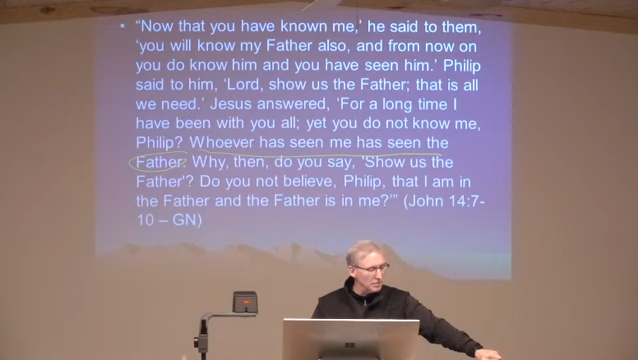 • "Now that you have known me,' he said to them,
'you will know my Father also, and from now on
you do know him and you have seen him.' Philip
said to him, 'Lord, show us the Father; that is all
we need.' Jesus answered, 'For a long time I
have been with you all; yet you do not know me,
Philip? Whoever has seen me has seen the
Father. Why, then, do you say, 'Show us the
Father'? Do you not believe, Philip, that I am in
the Father and the Father is in me?'" (John 14:7-
10 – GN)